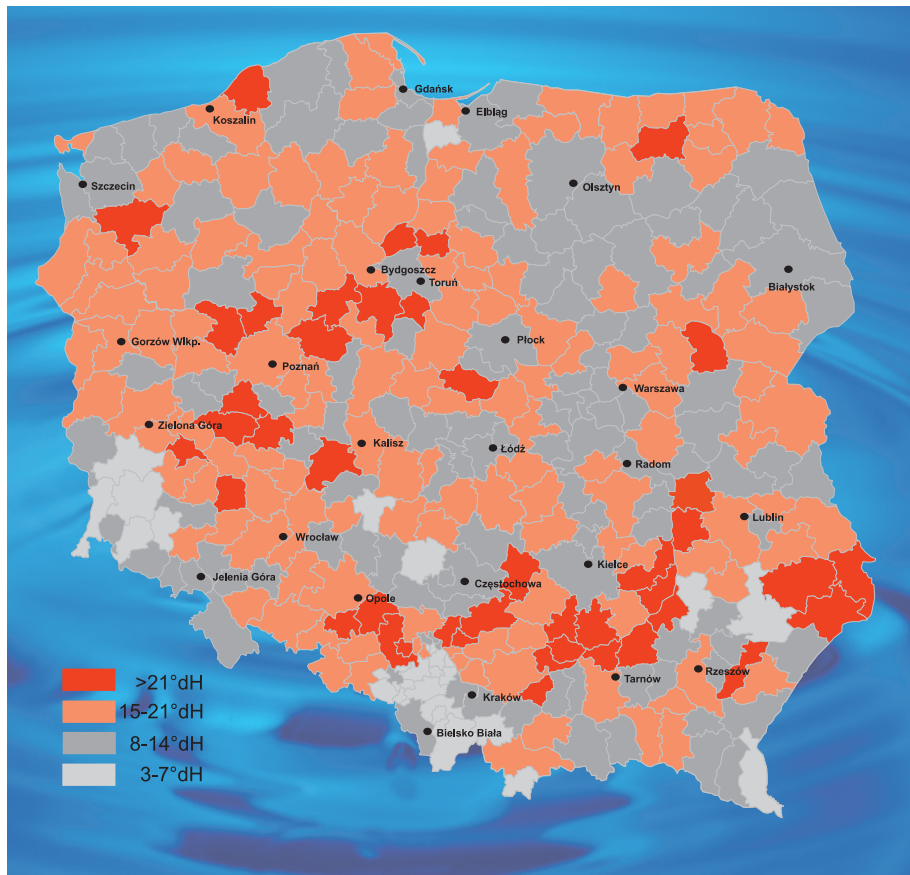 Gdańsk
Elbląg
Koszalin
Szczecin
Olsztyn
Bydgoszcz
Toruń
Białystok
Gorzów Wlkp.
Płock
Poznań
Warszawa
Zielona Góra
Kalisz
Łódź
Radom
Lublin
Wrocław
Kielce
Jelenia Góra
Częstochowa
Opole
Rzeszów
Tarnów
Kraków
Bielsko Biała
>21°dH
15-21°dH
8-14°dH
3-7°dH